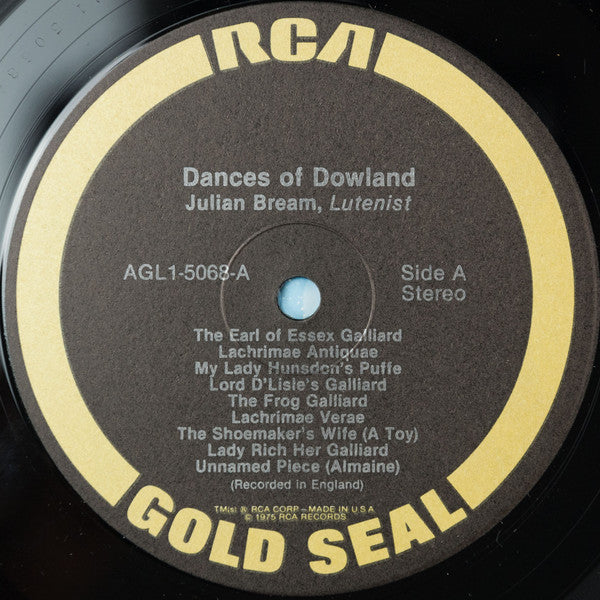 RCA
Dances of Dowland
Julian Bream, Lutenist
AGL1-5068-A
Side A
Stereo
The Earl of Essex Galliard
Lachrimae Antiquae
My Lady Hunsdon's Puffe
Lord D'Lisle's Galliard
The Frog Galliard
Lachrimae Verae
The Shoemaker's Wife (A Toy)
Lady Rich Her Galliard
Unnamed Piece (Almaine)
(Recorded in England)
TM(s) ® RCA CORP – MADE IN U.S.A
© 1975 RCA RECORDS
GOLD SEAL